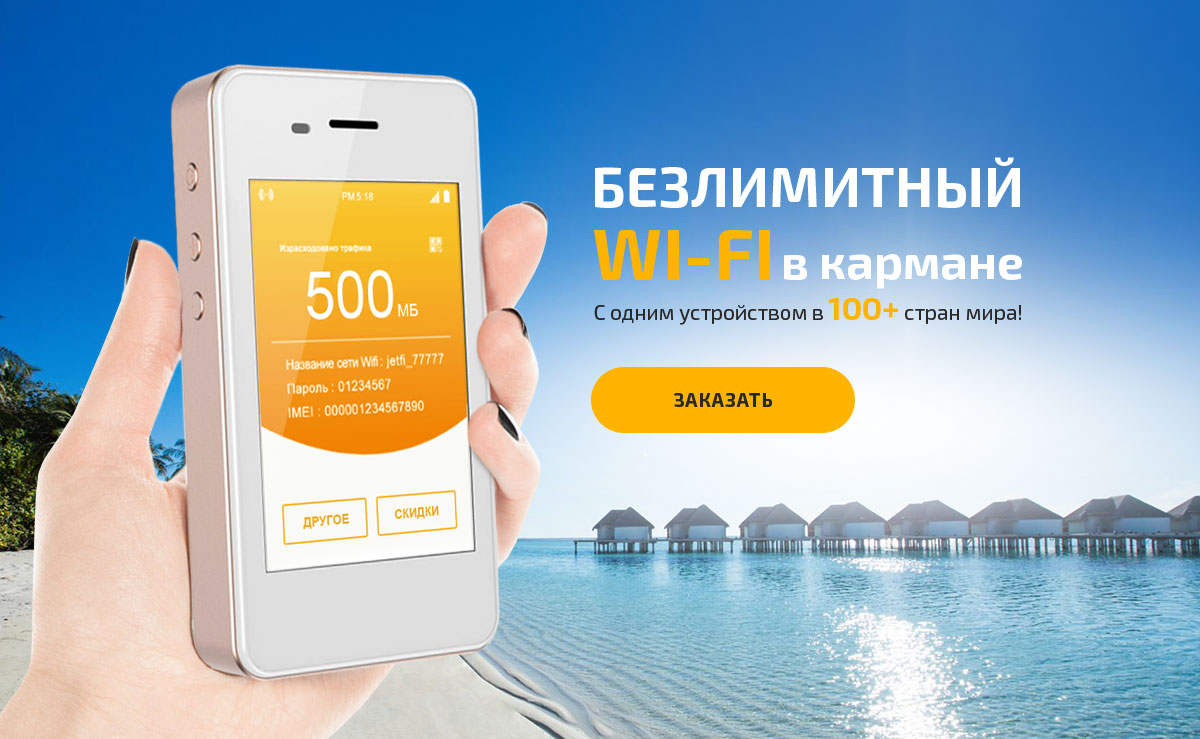 PM 5:18
Израсходовано трафика
500 МБ
Название сети Wifi : jetfi_77777
Пароль : 01234567
IMEI : 000001234567890
ДРУГОЕ
СКИДКИ
БЕЗЛИМИТНЫЙ
WI-FI в кармане
С одним устройством в 100+ стран мира!
ЗАКАЗАТЬ